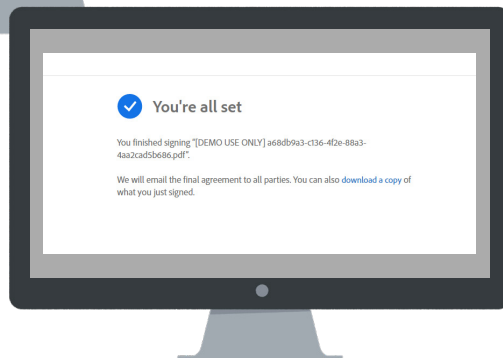 You're all set
You finished signing "[DEMO USE ONLY] a68db9a3-c136-4f2e-88a3-
4aa2cad5b686.pdf".
We will email the final agreement to all parties. You can also download a copy of
what you just signed.